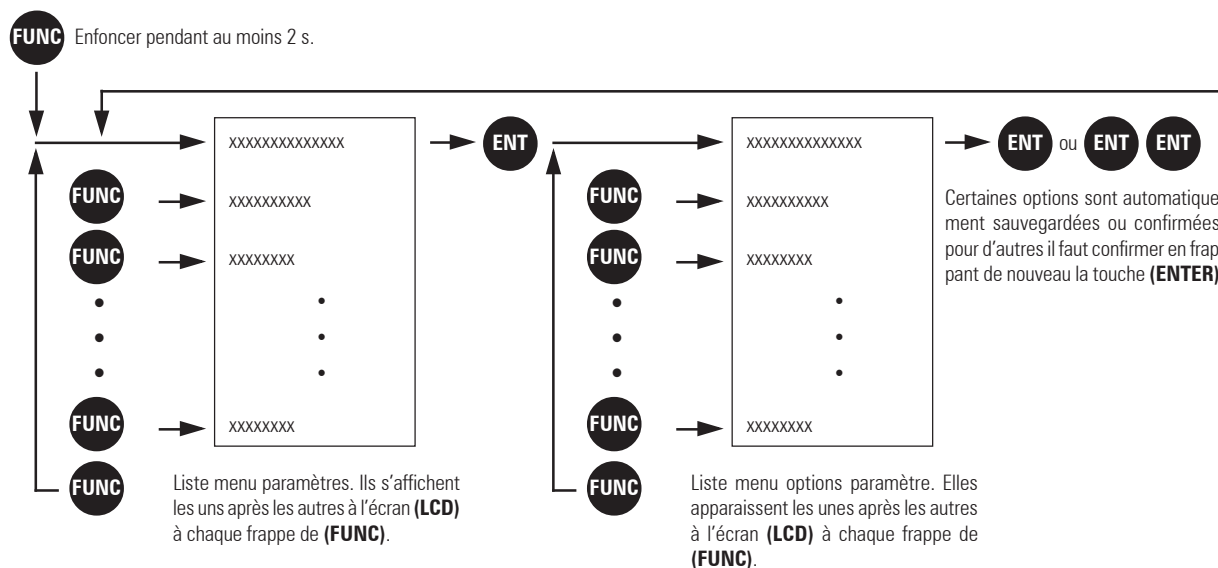 FUNC Enfoncer pendant au moins 2 s.
xxxxxxxxxxxxxx
ENT
FUNC
xxxxxxxxxx
FUNC
xxxxxxxx
FUNC
xxxxxxxx
FUNC
Liste menu paramètres. Ils s’affichent
les uns après les autres à l’écran (LCD)
à chaque frappe de (FUNC).
xxxxxxxxxxxxxx
ENT ou ENT ENT
FUNC
xxxxxxxxxx
FUNC
xxxxxxxx
FUNC
xxxxxxxx
FUNC
Liste menu options paramètre. Elles
apparaissent les unes après les autres
à l’écran (LCD) à chaque frappe de
(FUNC).
Certaines options sont automatique
ment sauvegardées ou confirmées
pour d’autres il faut confirmer en frap
pant de nouveau la touche (ENTER)